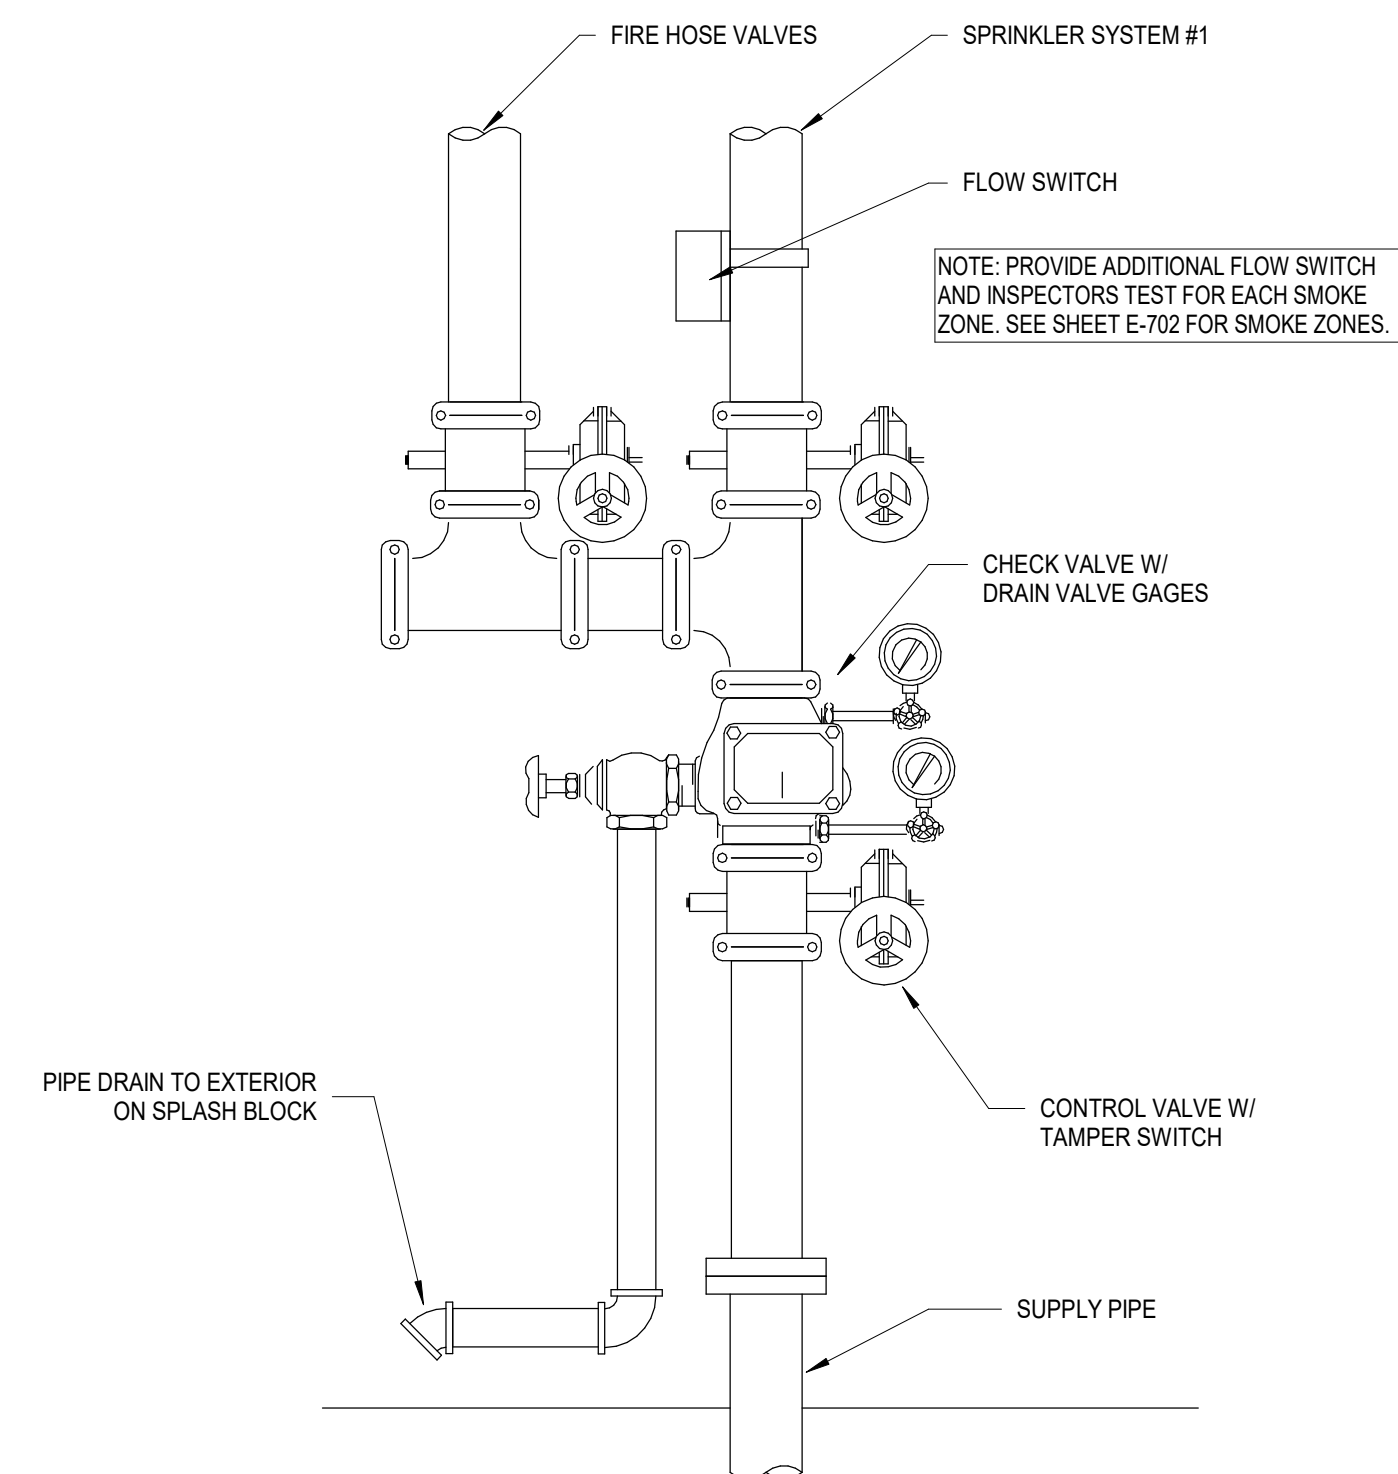 FIRE HOSE VALVES
SPRINKLER SYSTEM #1
FLOW SWITCH
NOTE: PROVIDE ADDITIONAL FLOW SWITCH
AND INSPECTORS TEST FOR EACH SMOKE
ZONE. SEE SHEET E-702 FOR SMOKE ZONES.
CHECK VALVE W/
DRAIN VALVE GAGES
PIPE DRAIN TO EXTERIOR
ON SPLASH BLOCK
CONTROL VALVE W/
TAMPER SWITCH
SUPPLY PIPE